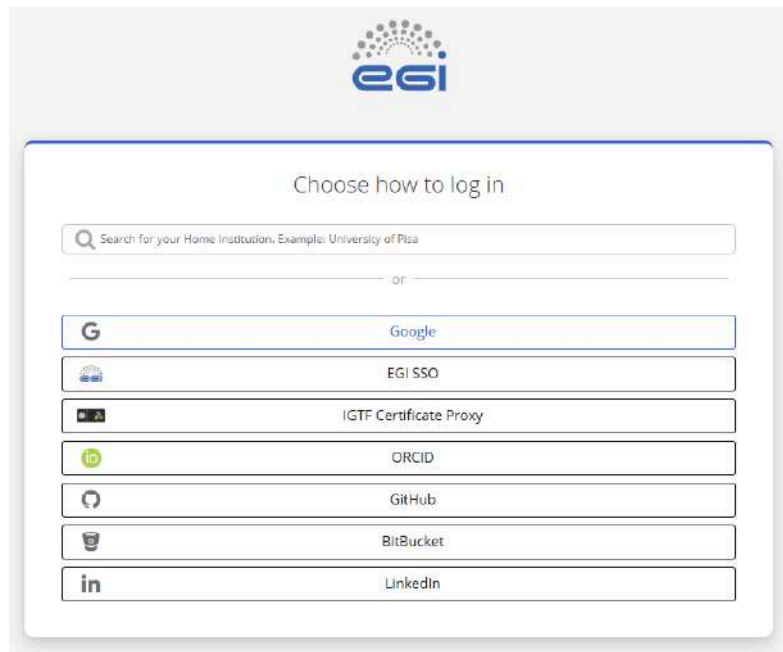 egi
Choose how to log in
Search for your Home Institution. Example: University of Pisa
or
Google
EGI SSO
IGTF Certificate Proxy
ORCID
GitHub
BitBucket
LinkedIn